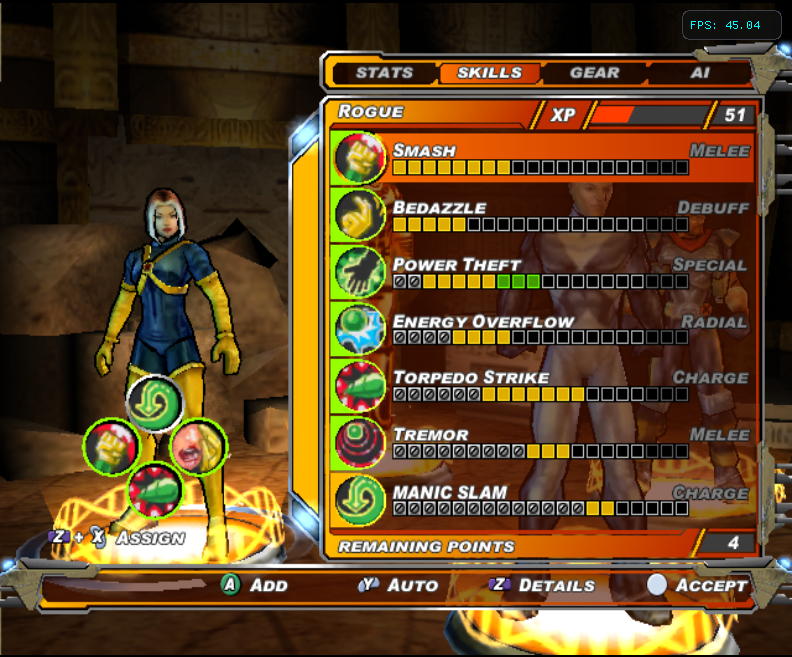 FPS: 45.04
STATS SKILLS GEAR AI
ROGUE XP 51
SMASH MELEE
BEDAZZLE DEBUFF
POWER THEFT SPECIAL
ENERGY OVERFLOW RADIAL
TORPEDO STRIKE CHARGE
TREMOR MELEE
MANIC SLAM CHARGE
Z + X ASSIGN
REMAINING POINTS 4
A ADD Y AUTO Z DETAILS ACCEPT